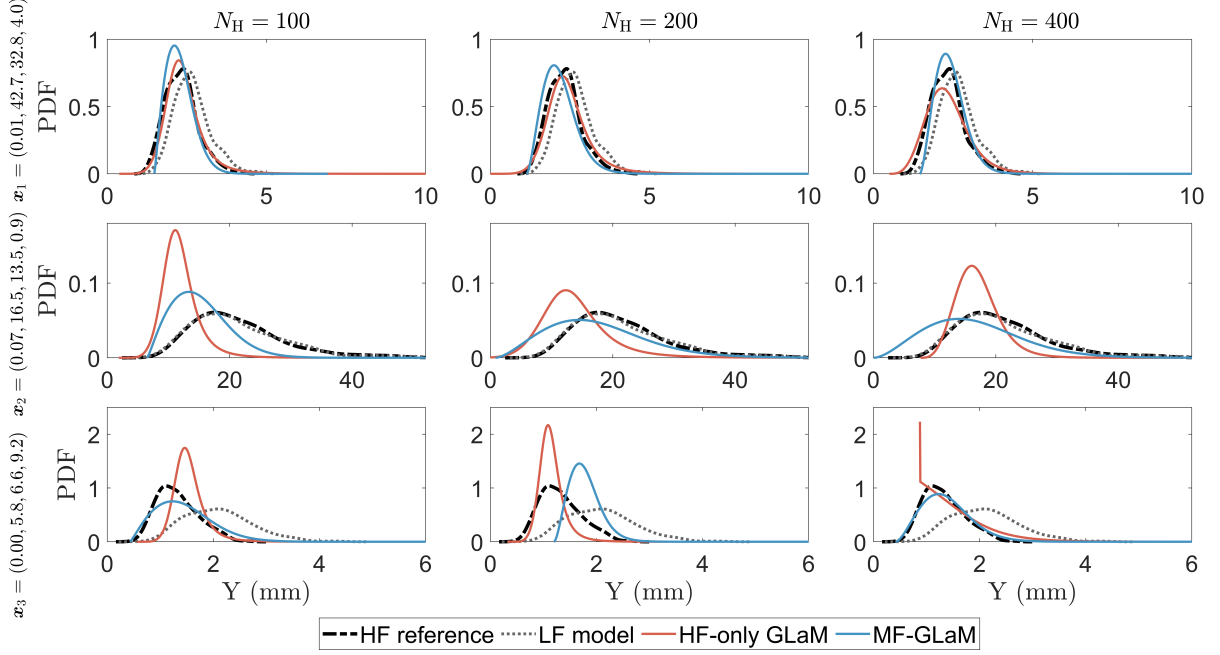 N_H = 100 N_H = 200 N_H = 400
x_1 = (0.01, 42.7, 32.8, 4.0)
PDF
1
0.5
0
0 5 10
1
0.5
0
0 5 10
1
0.5
0
0 5 10
x_2 = (0.07, 16.5, 13.5, 0.9)
PDF
0.1
0
0 20 40
0.1
0
0 20 40
0.1
0
0 20 40
x_3 = (0.00, 5.8, 6.6, 9.2)
PDF
2
1
0
0 2 4 6
Y (mm)
2
1
0
0 2 4 6
Y (mm)
2
1
0
0 2 4 6
Y (mm)
HF reference LF model HF-only GLaM MF-GLaM